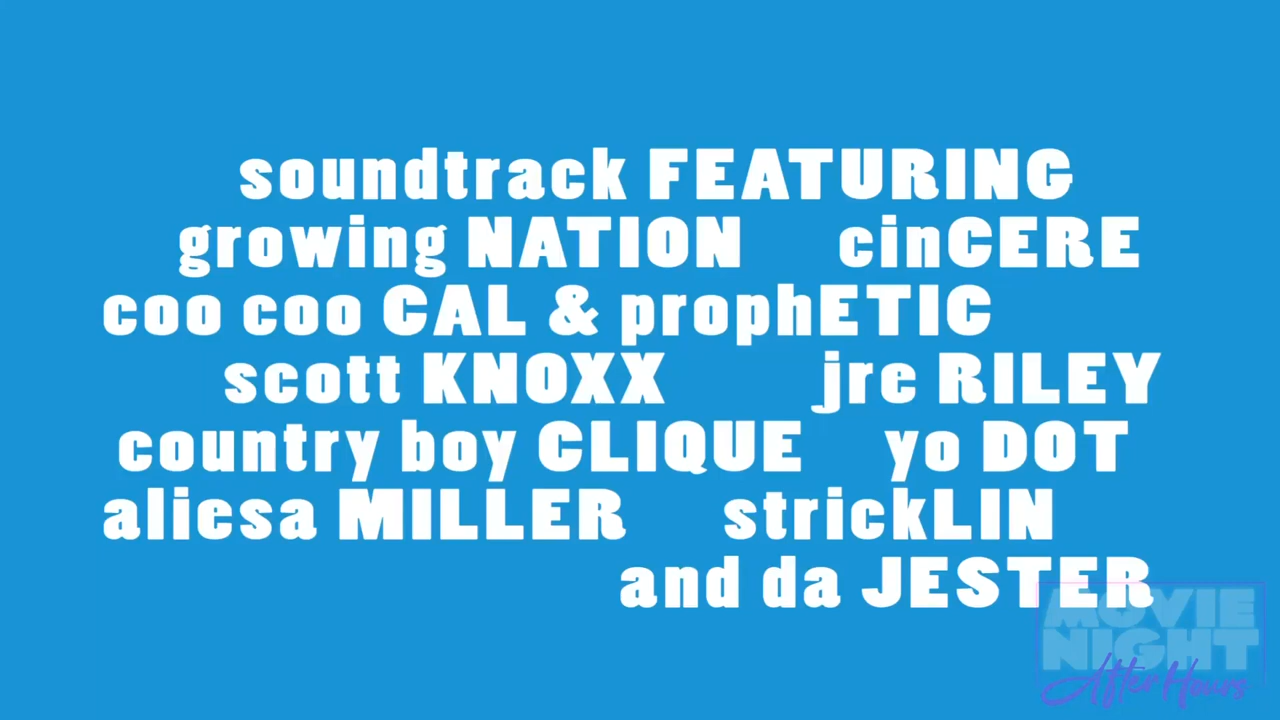 soundtrack FEATURING
growing NATION cinCERE
coo coo CAL & prophETIC
scott KNOXX jre RILEY
country boy CLIQUE yo DOT
aliesa MILLER strickLIN
and da JESTER
MOVIE
NIGHT
After Hours